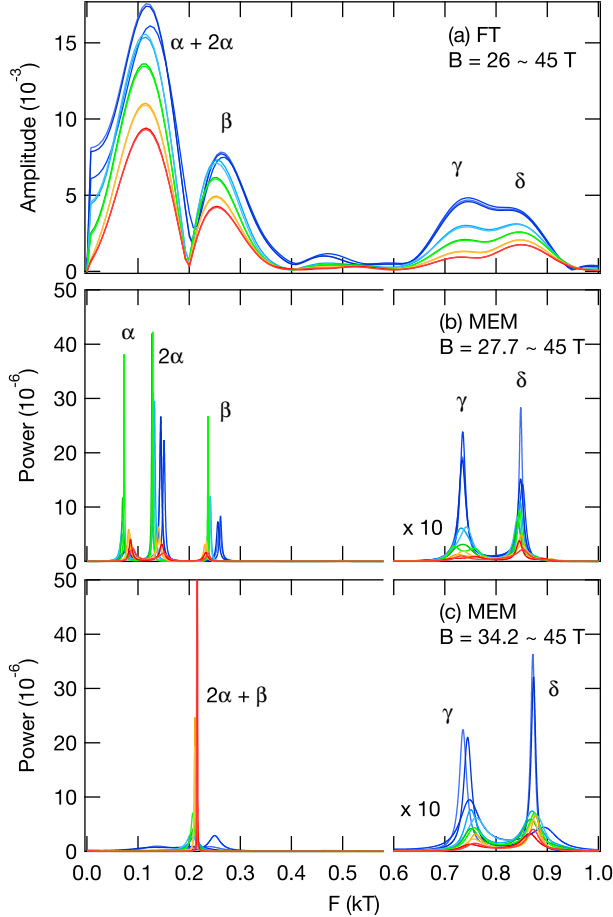 (a) FT
B = 26 ~ 45 T
α + 2α
β
γ
δ
Amplitude (10⁻³)
15
10
5
0
(b) MEM
B = 27.7 ~ 45 T
α
2α
β
γ
δ
x 10
Power (10⁻⁶)
50
40
30
20
10
0
(c) MEM
B = 34.2 ~ 45 T
2α + β
γ
δ
x 10
Power (10⁻⁶)
50
40
30
20
10
0
0.0 0.1 0.2 0.3 0.4 0.5 0.6 0.7 0.8 0.9 1.0
F (kT)